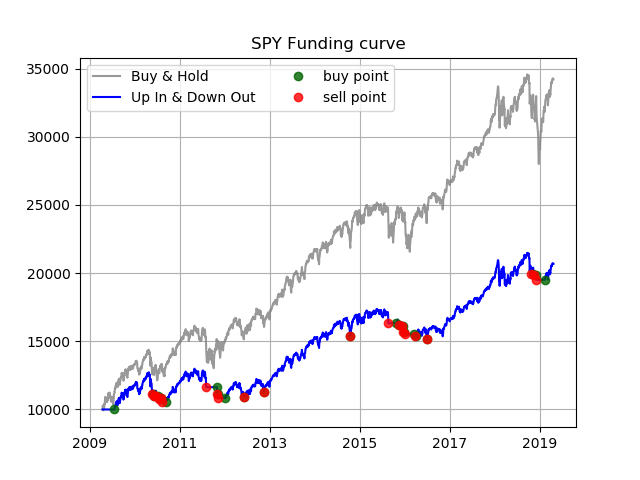 SPY Funding curve
Buy & Hold
Up In & Down Out
buy point
sell point
35000
30000
25000
20000
15000
10000
2009
2011
2013
2015
2017
2019